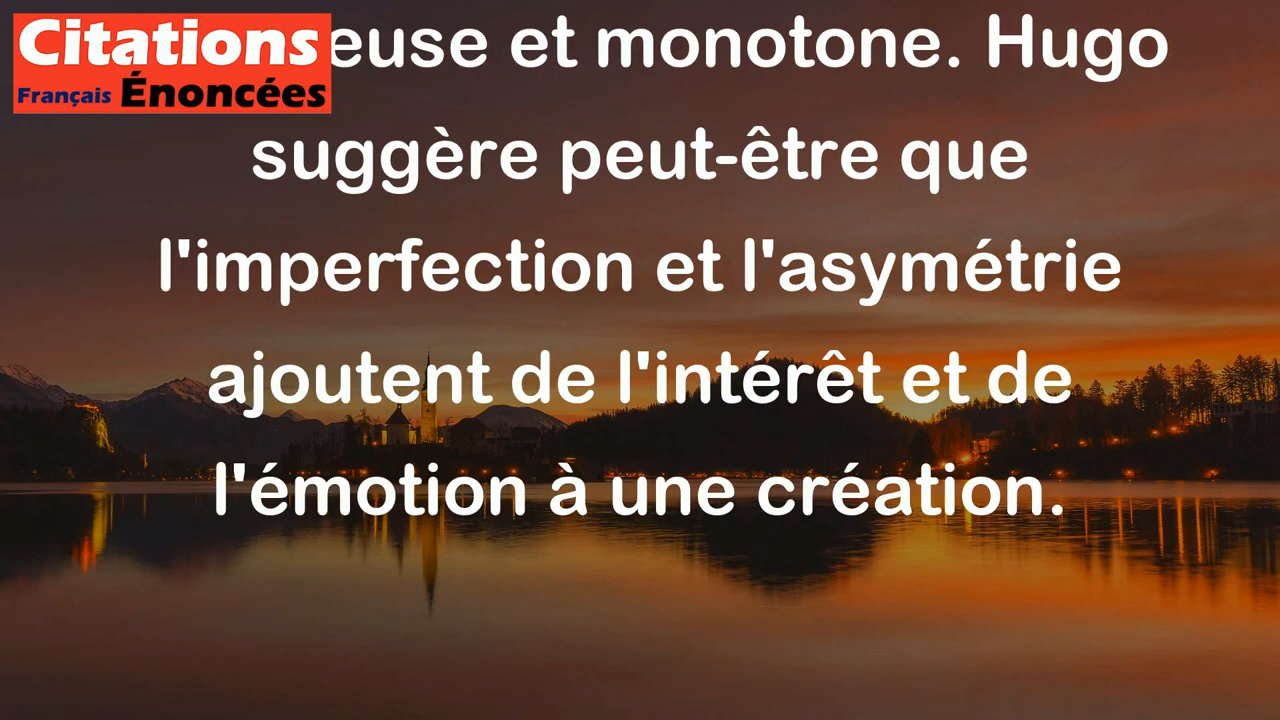 Citations
Français Énoncées
euse et monotone. Hugo
suggère peut-être que
l'imperfection et l'asymétrie
ajoutent de l'intérêt et de
l'émotion à une création.